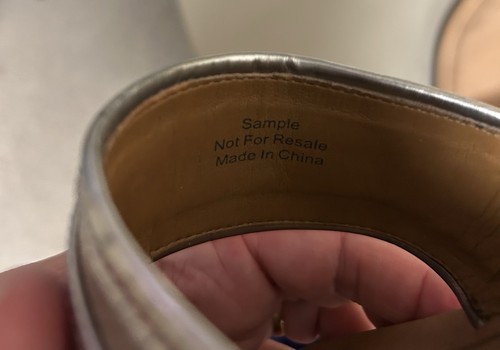 Sample
Not For Resale
Made In China